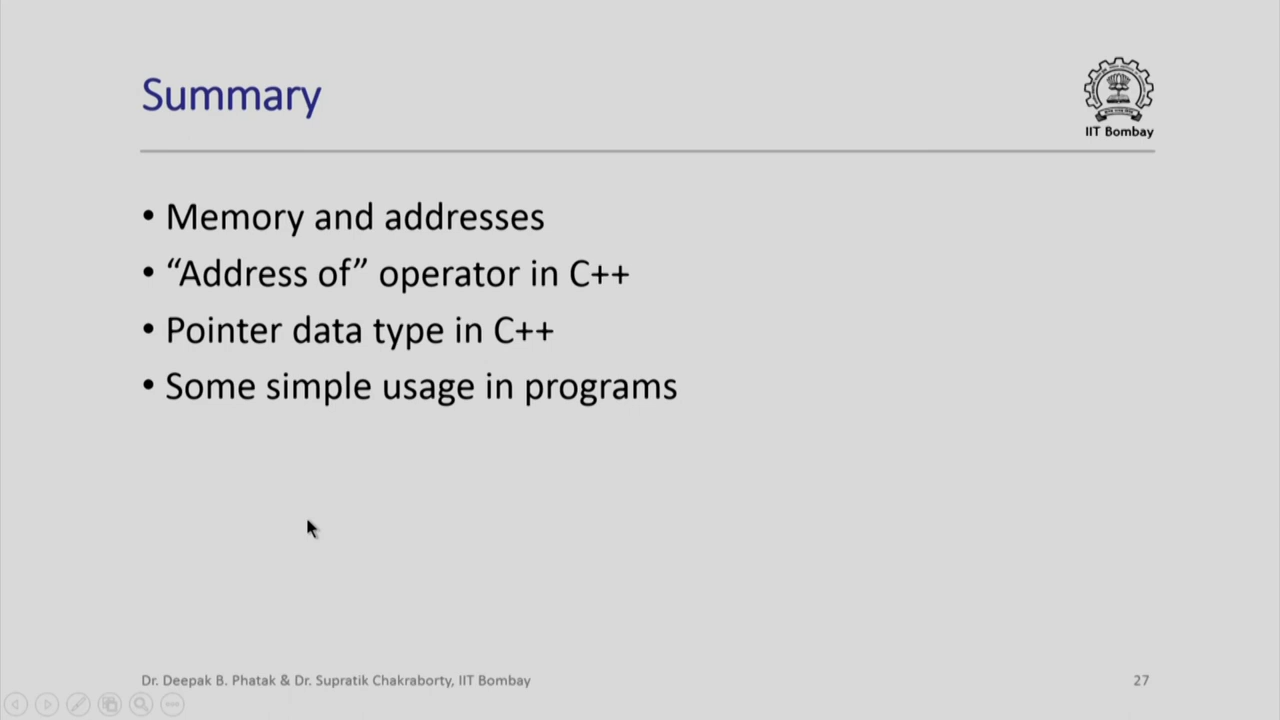 Summary
IIT Bombay
• Memory and addresses
• “Address of” operator in C++
• Pointer data type in C++
• Some simple usage in programs
Dr. Deepak B. Phatak & Dr. Supratik Chakraborty, IIT Bombay
27